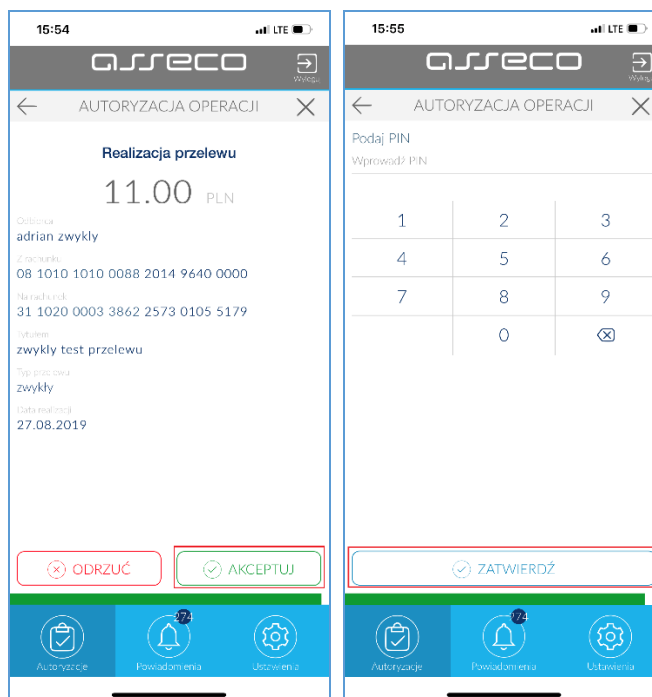 15:54
LTE
asseco
Wyloguj
AUTORYZACJA OPERACJI
Realizacja przelewu
11.00 PLN
Odbiorca
adrian zwykly
Z rachunku
08 1010 1010 0088 2014 9640 0000
Na rachunek
31 1020 0003 3862 2573 0105 5179
Tytułem
zwykly test przelewu
Typ przelewu
zwykły
Data realizacji
27.08.2019
ODRZUĆ
AKCEPTUJ
274
Autoryzacje
Powiadomienia
Ustawienia
15:55
LTE
asseco
AUTORYZACJA OPERACJI
Podaj PIN
Wprowadź PIN
1 2 3
4 5 6
7 8 9
0
ZATWIERDŹ
274
Autoryzacje
Powiadomienia
Ustawienia